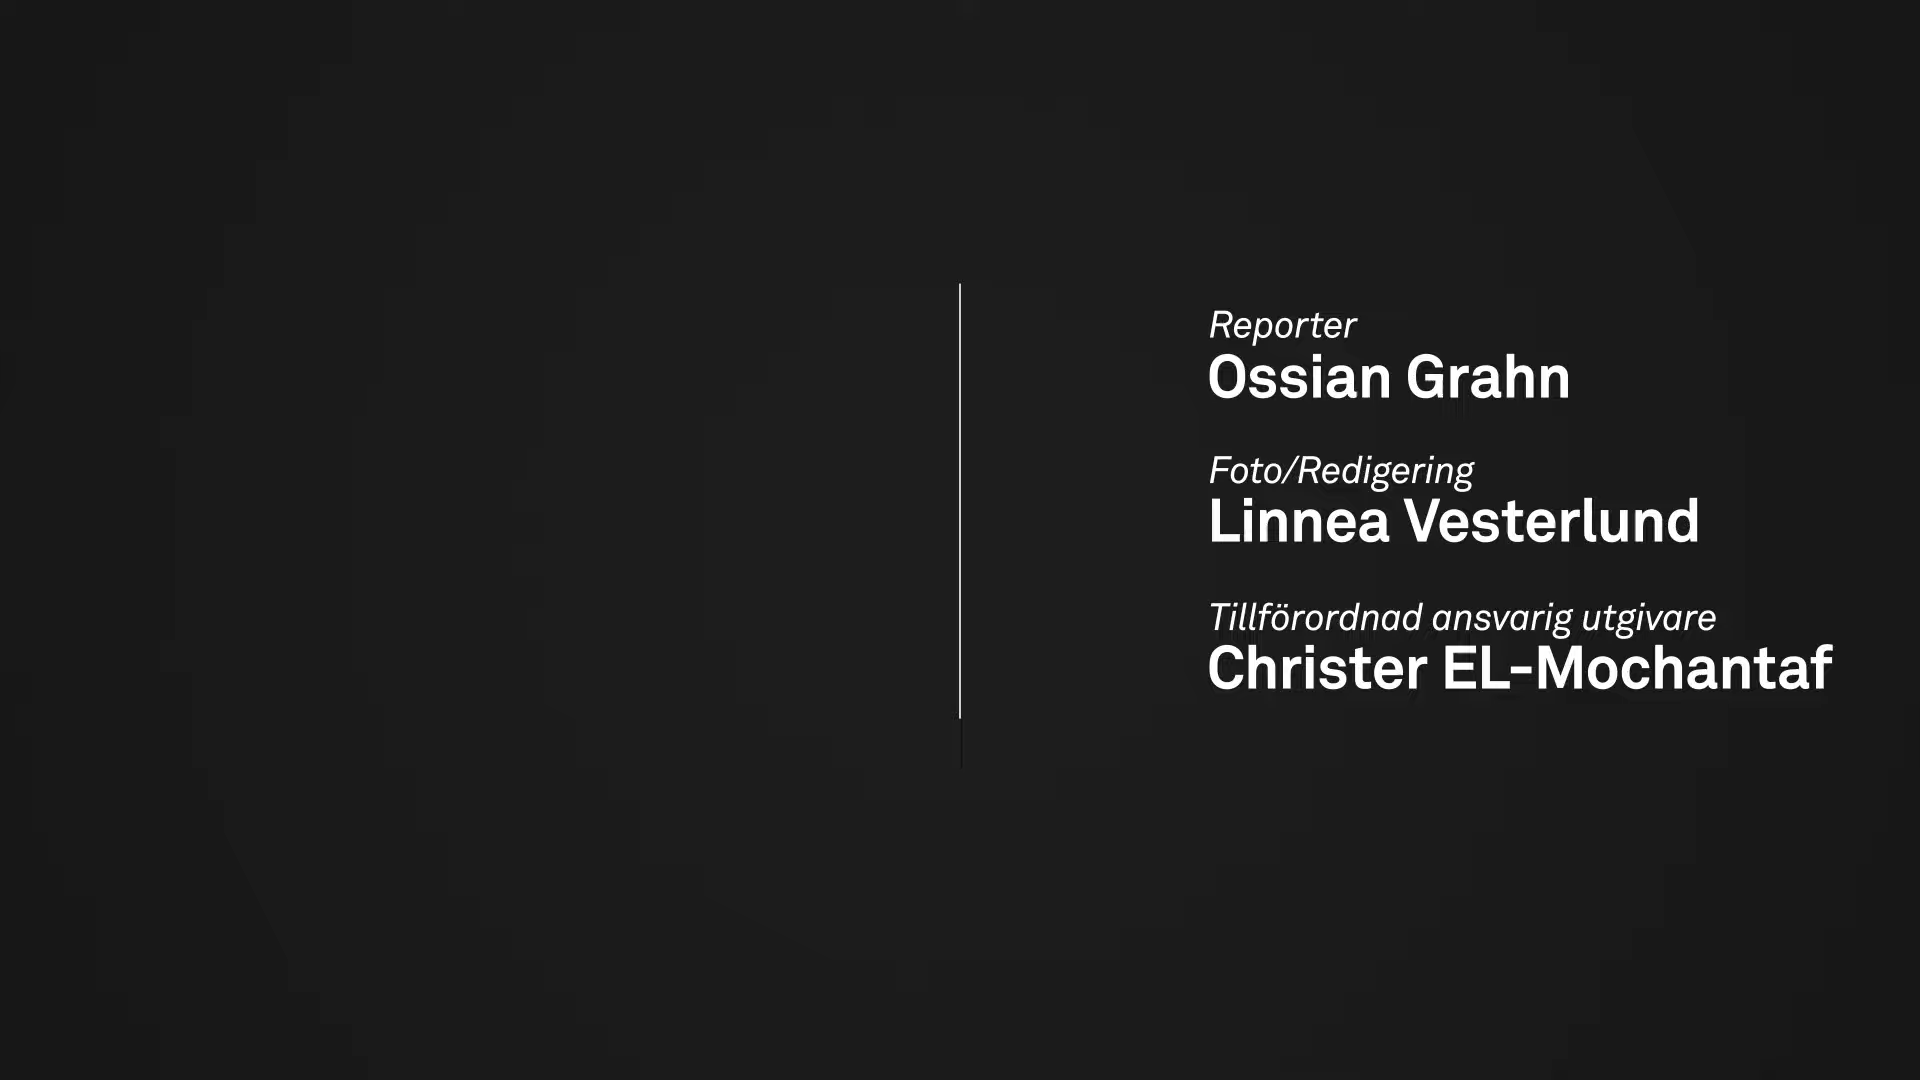 Reporter
Ossian Grahn
Foto/Redigering
Linnea Vesterlund
Tillförordnad ansvarig utgivare
Christer EL-Mochantaf